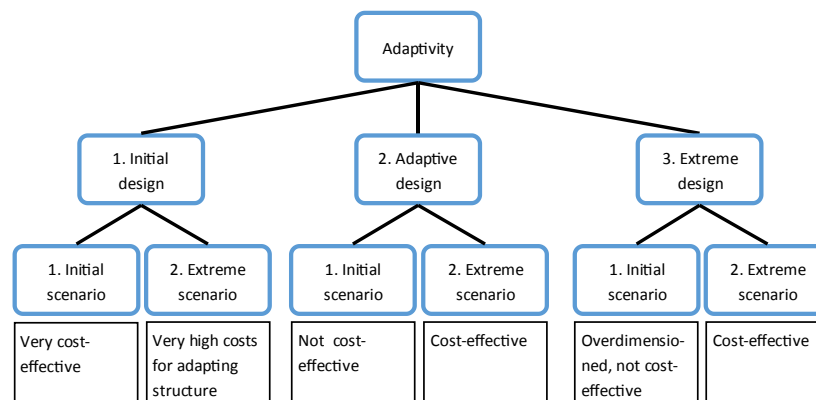 Adaptivity
1. Initial
design
2. Adaptive
design
3. Extreme
design
1. Initial
scenario
2. Extreme
scenario
1. Initial
scenario
2. Extreme
scenario
1. Initial
scenario
2. Extreme
scenario
Very cost-
effective
Very high costs
for adapting
structure
Not cost-
effective
Cost-effective
Overdimensio-
ned, not cost-
effective
Cost-effective